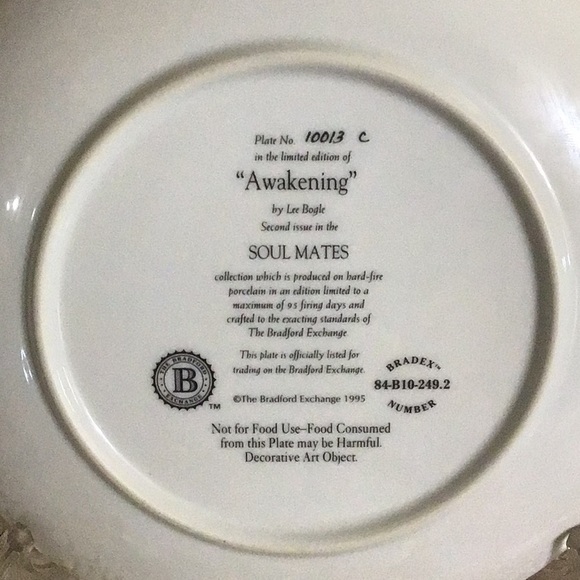 Plate No. 10013 C
in the limited edition of
“Awakening”
by Lee Bogle
Second issue in the
SOUL MATES
collection which is produced on hard-fire
porcelain in an edition limited to a
maximum of 95 firing days and
crafted to the exacting standards of
The Bradford Exchange
This plate is officially listed for
trading on the Bradford Exchange.
THE BRADFORD
B
EXCHANGE
TM
©The Bradford Exchange 1995
BRADEX™
84-B10-249.2
NUMBER
Not for Food Use–Food Consumed
from this Plate may be Harmful.
Decorative Art Object.